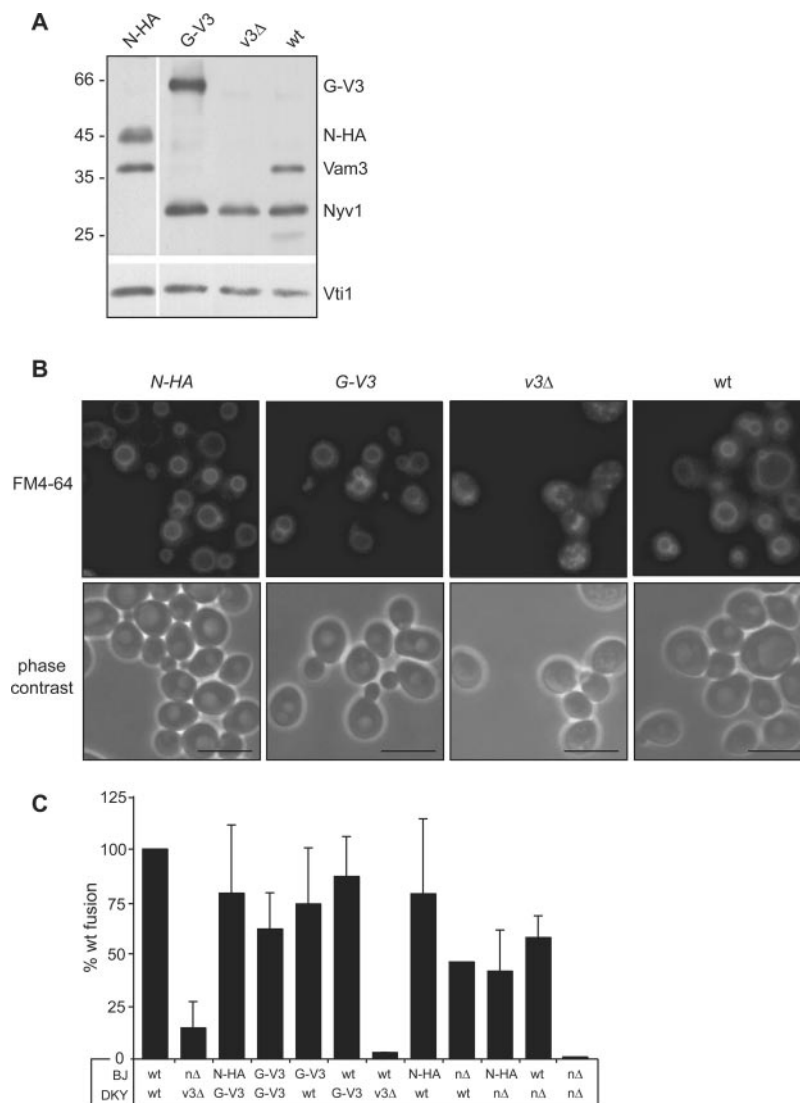 A
N-HA G-V3 v3Δ wt
66 - G-V3
45 - N-HA
35 - Vam3
Nyv1
25 -
Vti1
B
N-HA G-V3 v3Δ wt
FM4-64
phase
contrast
C
125
100
75
50
25
0
% wt fusion
BJ wt nΔ N-HA G-V3 G-V3 wt wt N-HA nΔ N-HA wt nΔ
DKY wt v3Δ G-V3 G-V3 wt G-V3 v3Δ wt wt nΔ nΔ nΔ